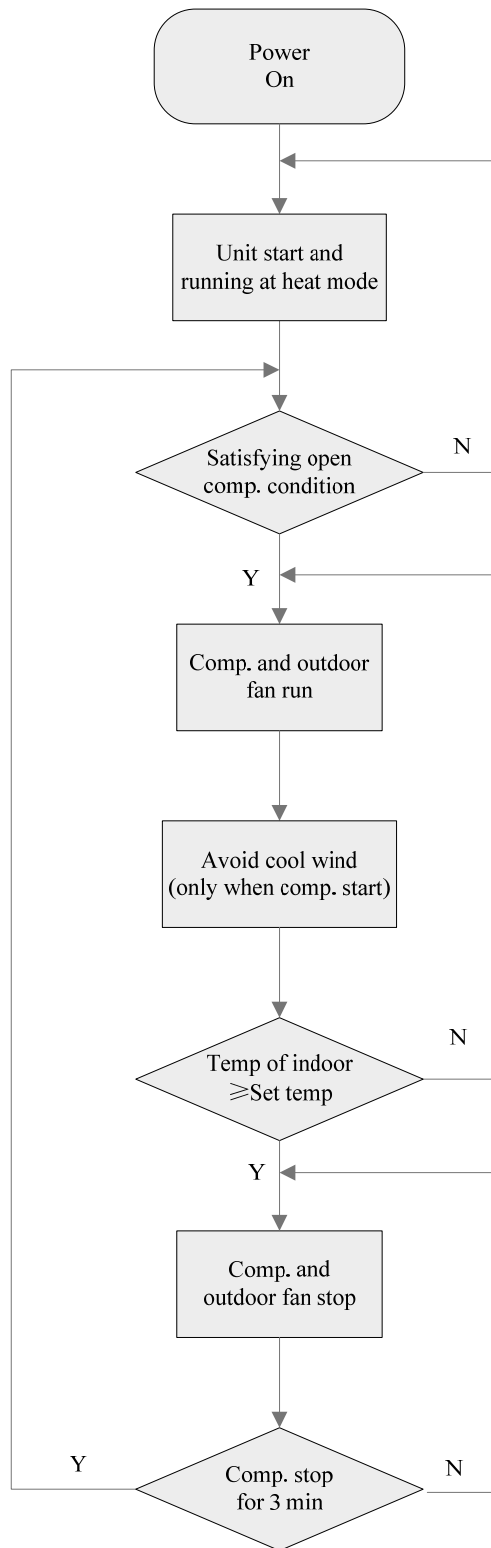 Power
On
Unit start and
running at heat mode
Satisfying open
comp. condition
N
Y
Comp. and outdoor
fan run
Avoid cool wind
(only when comp. start)
Temp of indoor
≥Set temp
N
Y
Comp. and
outdoor fan stop
Y
Comp. stop
for 3 min
N